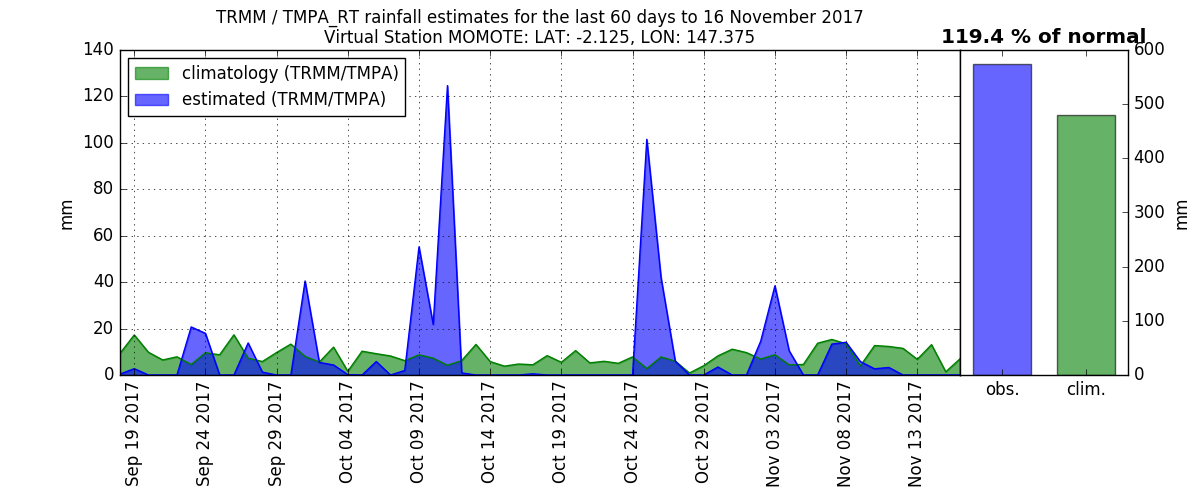 TRMM / TMPA_RT rainfall estimates for the last 60 days to 16 November 2017
Virtual Station MOMOTE: LAT: -2.125, LON: 147.375
119.4 % of normal
climatology (TRMM/TMPA)
estimated (TRMM/TMPA)
mm
140
120
100
80
60
40
20
0
Sep 19 2017
Sep 24 2017
Sep 29 2017
Oct 04 2017
Oct 09 2017
Oct 14 2017
Oct 19 2017
Oct 24 2017
Oct 29 2017
Nov 03 2017
Nov 08 2017
Nov 13 2017
600
500
400
300
200
100
0
mm
obs.
clim.